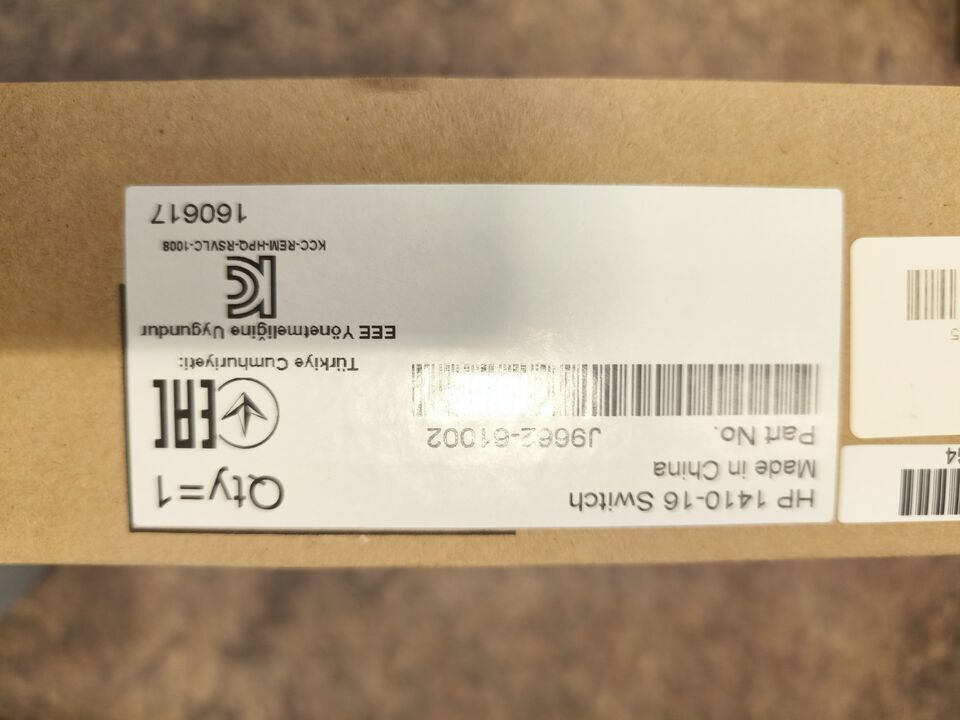 HP 1410-16 Switch
Made in China
Part No. J9662-61002
Qty=1
EAC
Türkiye Cumhuriyeti:
EEE Yönetmeliğine Uygundur
KCC-REM-HPQ-RSVLC-1008
160617